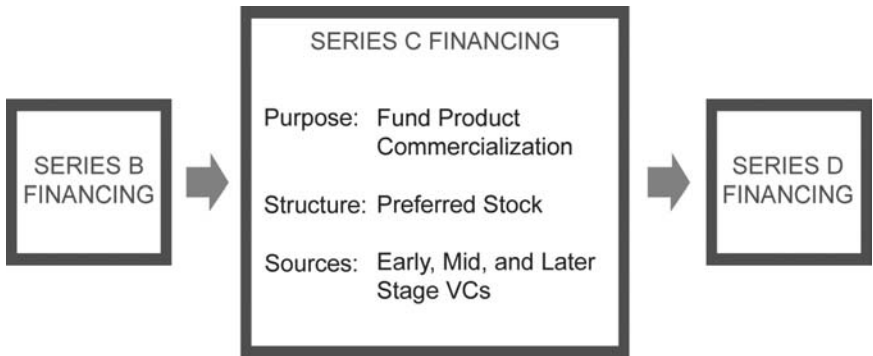 SERIES B
FINANCING
SERIES C FINANCING
Purpose: Fund Product
Commercialization
Structure: Preferred Stock
Sources: Early, Mid, and Later
Stage VCs
SERIES D
FINANCING